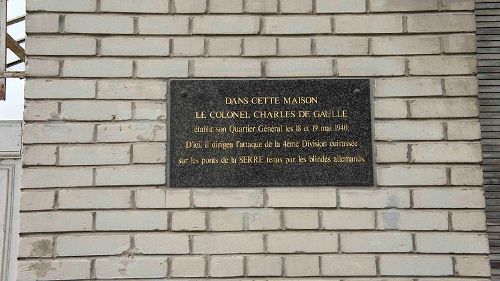 DANS CETTE MAISON
LE COLONEL CHARLES DE GAULLE
établit son Quartier Général les 18 et 19 mai 1940.
D'ici, il dirigea l'attaque de la 4ème Division cuirassée
sur les ponts de la SERRE tenus par les blindés allemands.